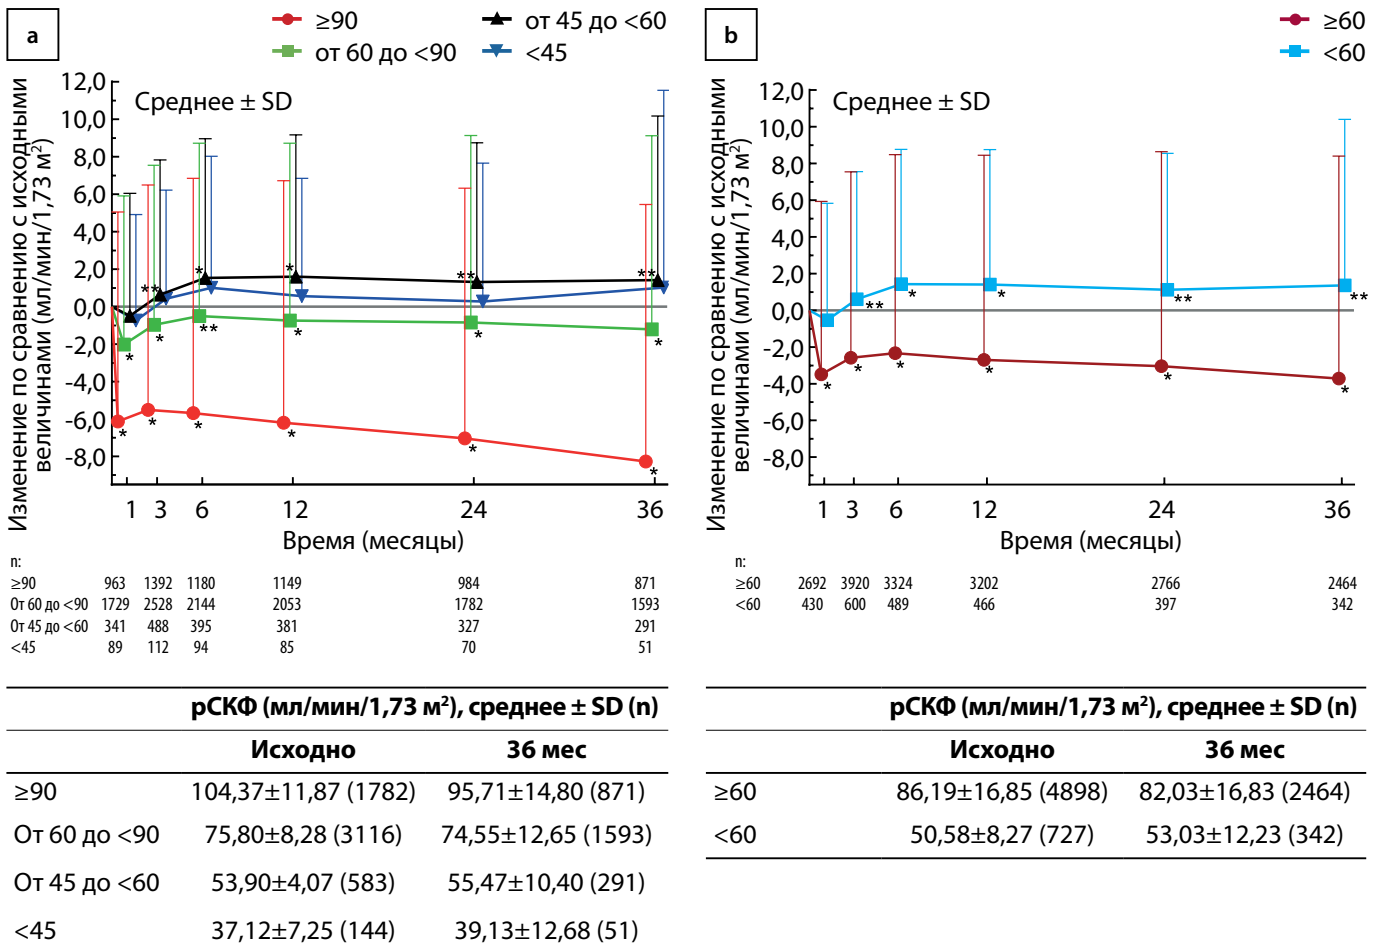 a
≥90
от 60 до <90
от 45 до <60
<45
Изменение по сравнению с исходными
величинами (мл/мин/1,73 м²)
Среднее ± SD
12,0
10,0
8,0
6,0
4,0
2,0
0,0
-2,0
-4,0
-6,0
-8,0
* * * * * *
* * ** * * *
** * * ** **
1 3 6 12 24 36
Время (месяцы)
n:
≥90 963 1392 1180 1149 984 871
От 60 до <90 1729 2528 2144 2053 1782 1593
От 45 до <60 341 488 395 381 327 291
<45 89 112 94 85 70 51
рСКФ (мл/мин/1,73 м²), среднее ± SD (n)
Исходно 36 мес
≥90 104,37±11,87 (1782) 95,71±14,80 (871)
От 60 до <90 75,80±8,28 (3116) 74,55±12,65 (1593)
От 45 до <60 53,90±4,07 (583) 55,47±10,40 (291)
<45 37,12±7,25 (144) 39,13±12,68 (51)
b
≥60
<60
Изменение по сравнению с исходными
величинами (мл/мин/1,73 м²)
Среднее ± SD
12,0
10,0
8,0
6,0
4,0
2,0
0,0
-2,0
-4,0
-6,0
-8,0
** * * ** **
* * * * * *
1 3 6 12 24 36
Время (месяцы)
n:
≥60 2692 3920 3324 3202 2766 2464
<60 430 600 489 466 397 342
рСКФ (мл/мин/1,73 м²), среднее ± SD (n)
Исходно 36 мес
≥60 86,19±16,85 (4898) 82,03±16,83 (2464)
<60 50,58±8,27 (727) 53,03±12,23 (342)